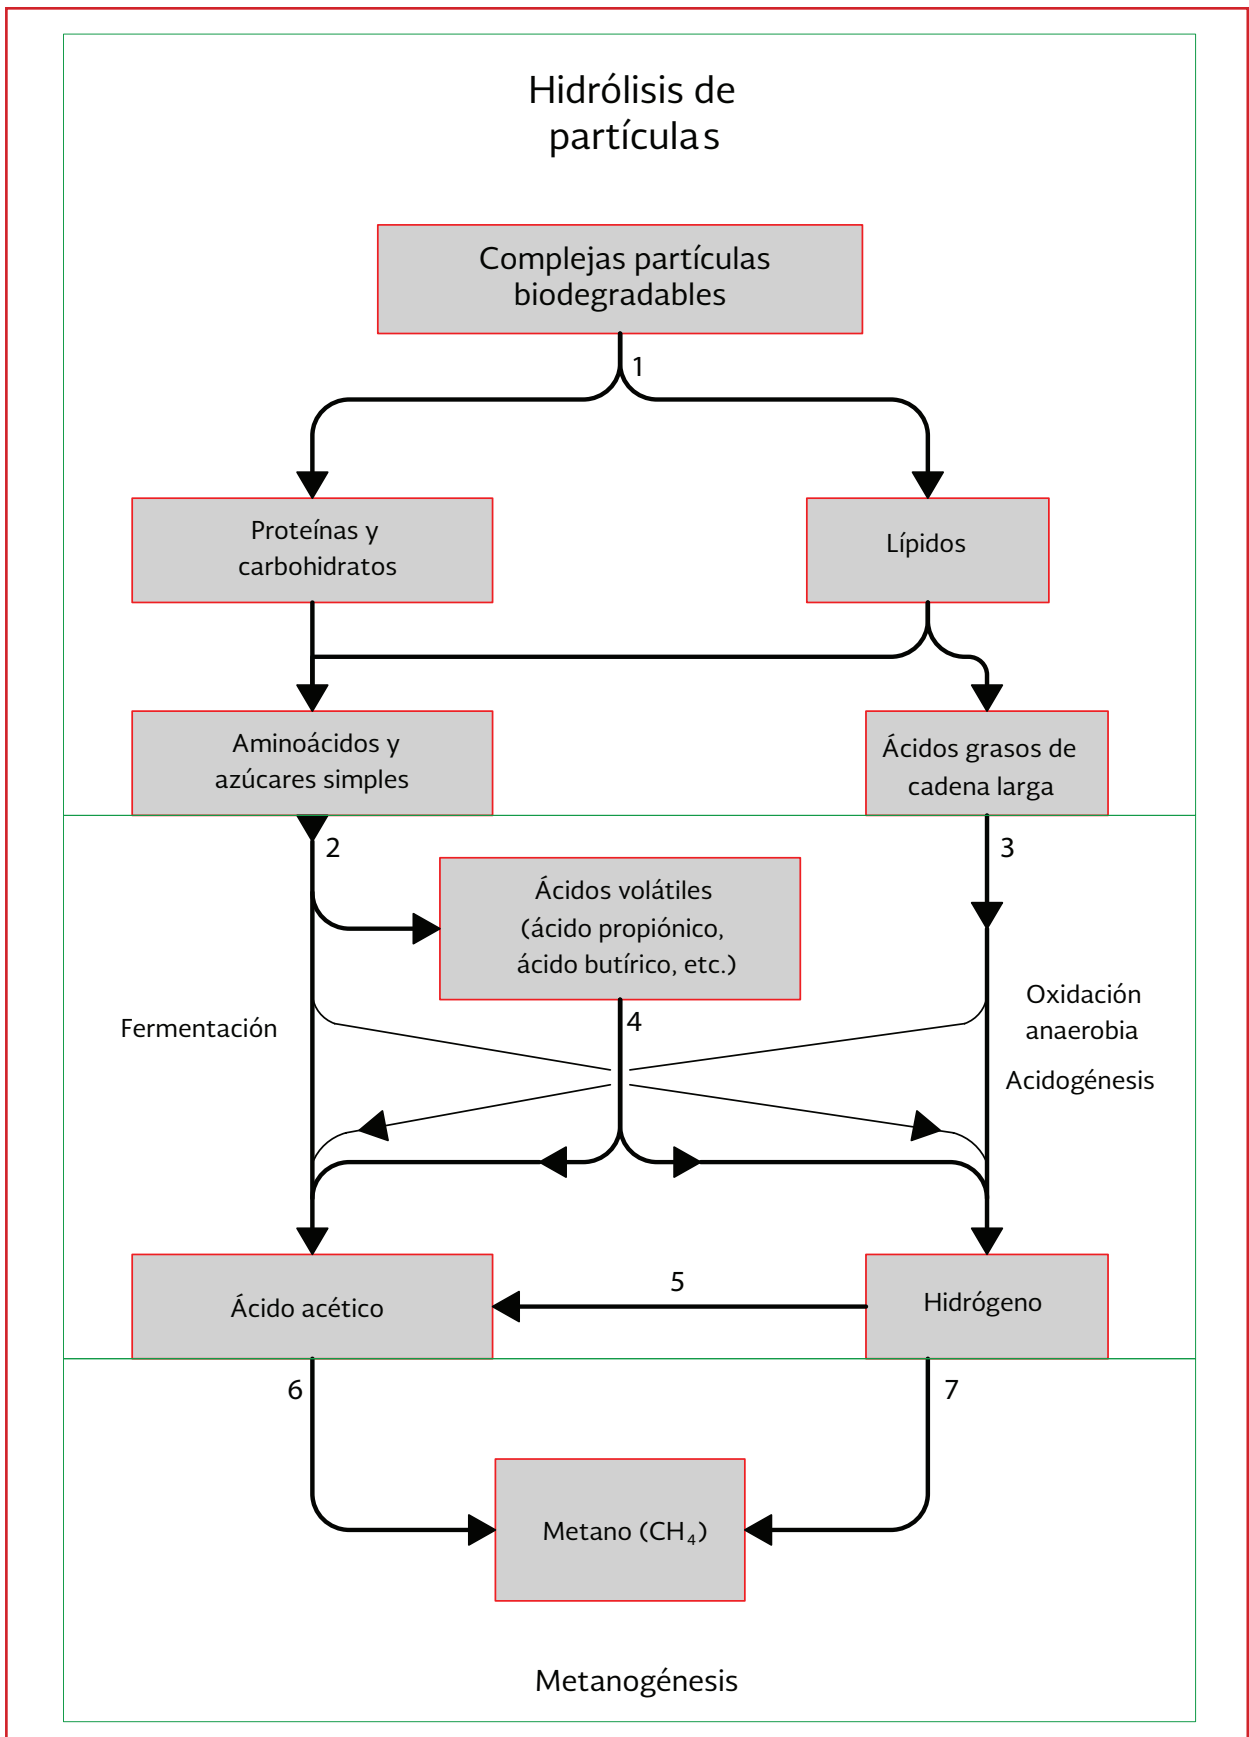 Hidrólisis de
partículas
Complejas partículas
biodegradables
1
Proteínas y
carbohidratos
Lípidos
Aminoácidos y
azúcares simples
Ácidos grasos de
cadena larga
2
3
Ácidos volátiles
(ácido propiónico,
ácido butírico, etc.)
4
Fermentación
Oxidación
anaerobia
Acidogénesis
Ácido acético
5
Hidrógeno
6
7
Metano (CH₄)
Metanogénesis